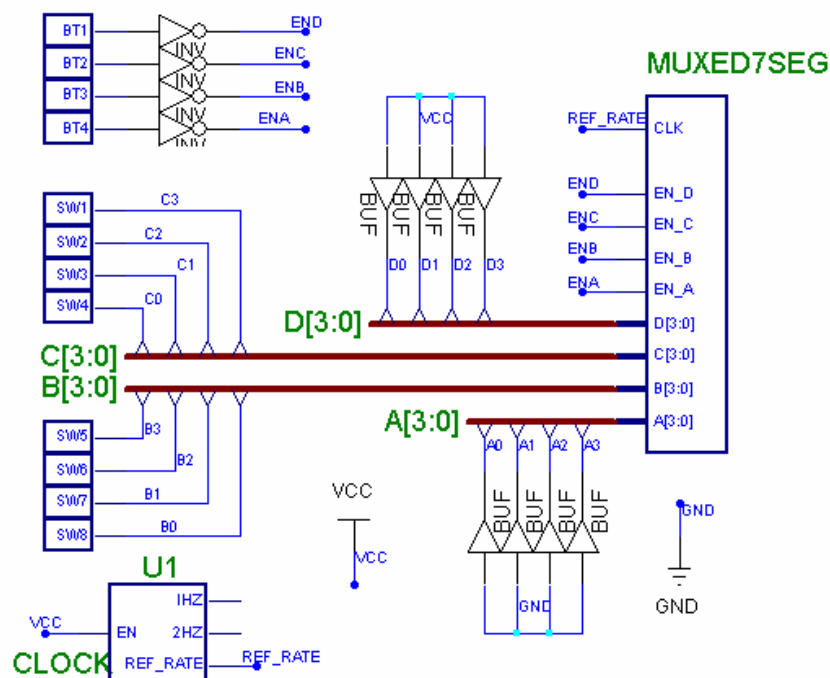 BT1
BT2
BT3
BT4
INV
INV
INV
INV
END
ENC
ENB
ENA
SW1
SW2
SW3
SW4
C3
C2
C1
C0
C[3:0]
B[3:0]
SW5
SW6
SW7
SW8
B3
B2
B1
B0
VCC
BUF
BUF
BUF
BUF
D0
D1
D2
D3
D[3:0]
A[3:0]
A0
A1
A2
A3
BUF
BUF
BUF
BUF
GND
MUXED7SEG
REF_RATE
CLK
END
EN_D
ENC
EN_C
ENB
EN_B
ENA
EN_A
D[3:0]
C[3:0]
B[3:0]
A[3:0]
VCC
VCC
GND
GND
U1
VCC
EN
1HZ
2HZ
REF_RATE
REF_RATE
CLOCK